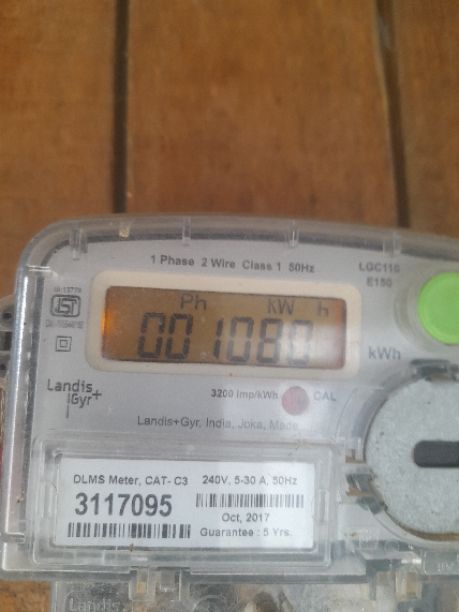 1 Phase 2 Wire Class 1 50Hz
LGC110
E150
Ph kW h
001080
kWh
Landis
Gyr+
3200 imp/kWh CAL
Landis+Gyr, India, Joka, Made
DLMS Meter, CAT- C3 240V, 5-30 A, 50Hz
3117095
Oct, 2017
Guarantee : 5 Yrs.
Landis